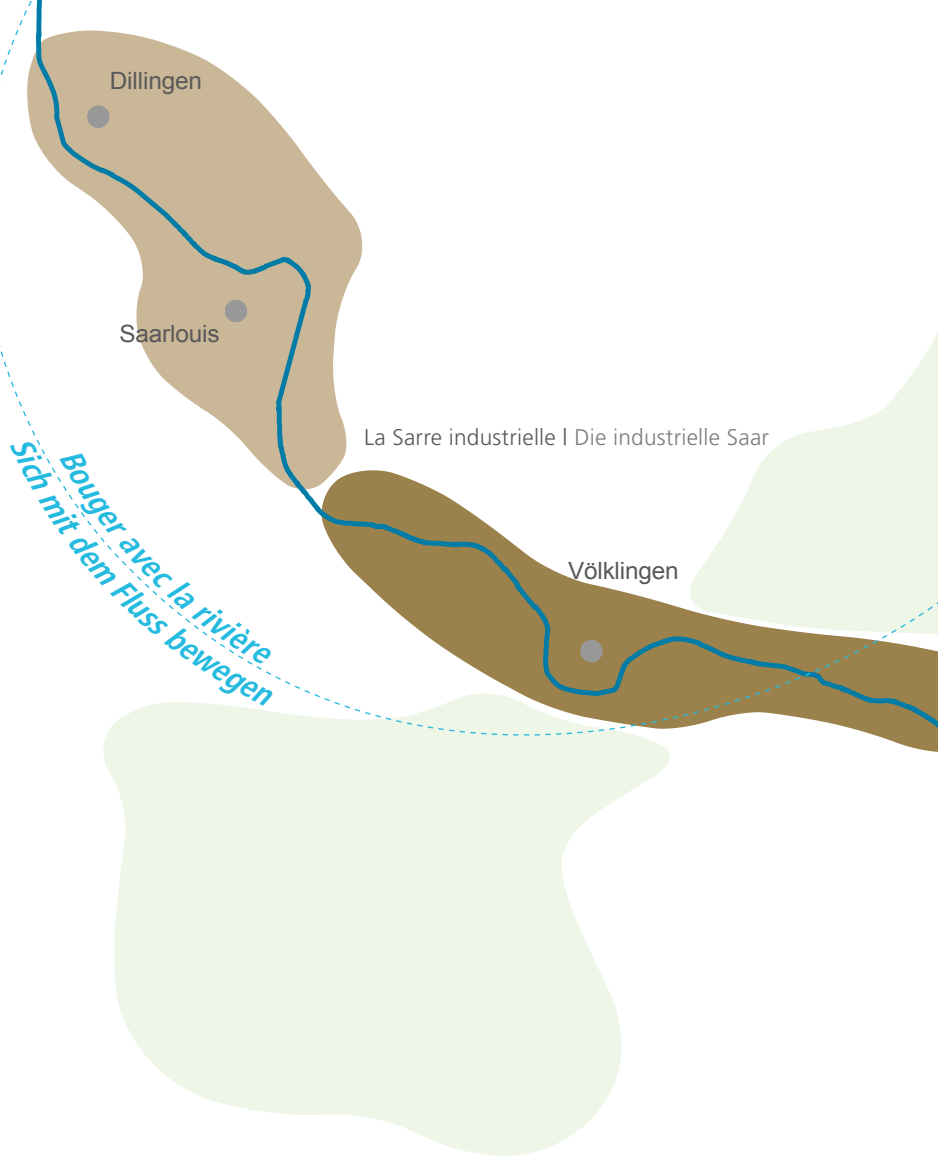 Dillingen
Saarlouis
La Sarre industrielle l Die industrielle Saar
Bouger avec la rivière
Sich mit dem Fluss bewegen
Völklingen